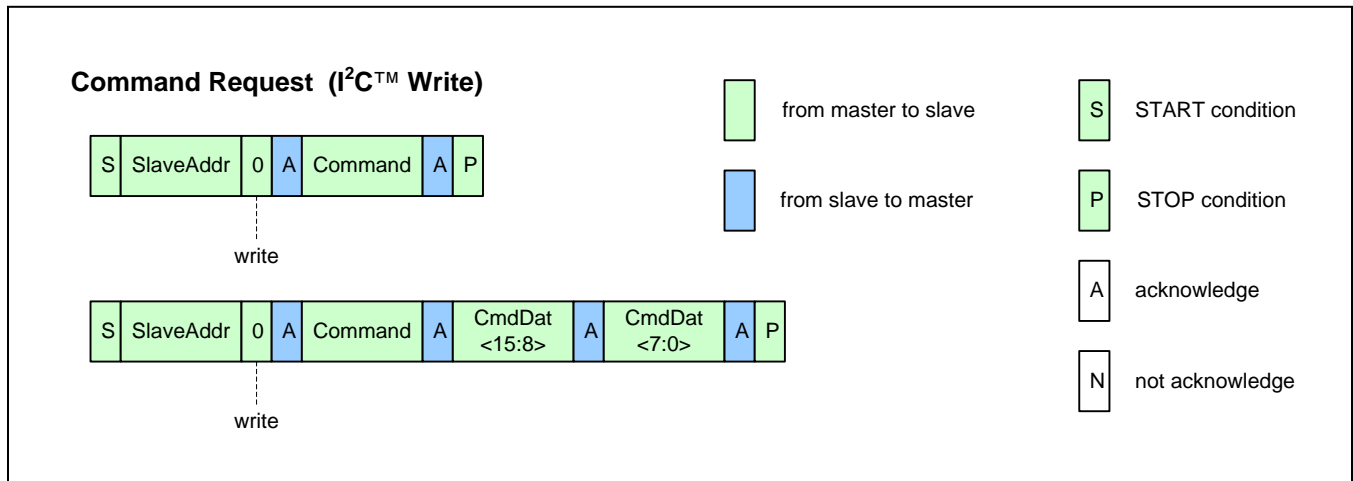 Command Request (I²C™ Write)
S SlaveAddr 0 A Command A P
write
S SlaveAddr 0 A Command A CmdDat <15:8> A CmdDat <7:0> A P
write
from master to slave
from slave to master
S START condition
P STOP condition
A acknowledge
N not acknowledge